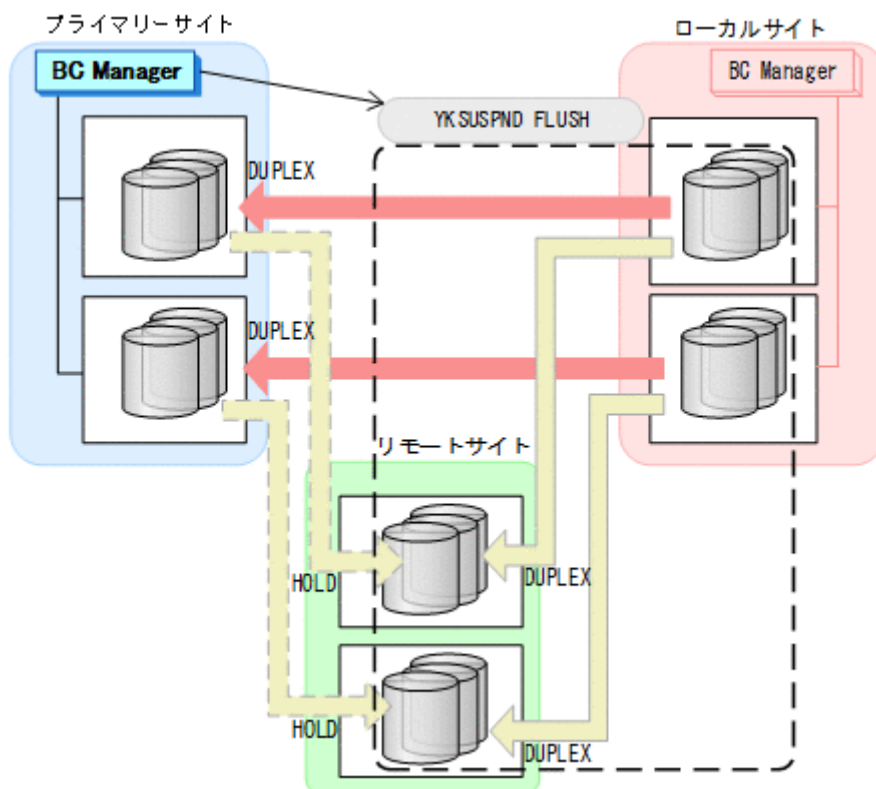 プライマリーサイト
ローカルサイト
BC Manager
BC Manager
YKSUSPND FLUSH
DUPLEX
DUPLEX
リモートサイト
HOLD
DUPLEX
HOLD
DUPLEX